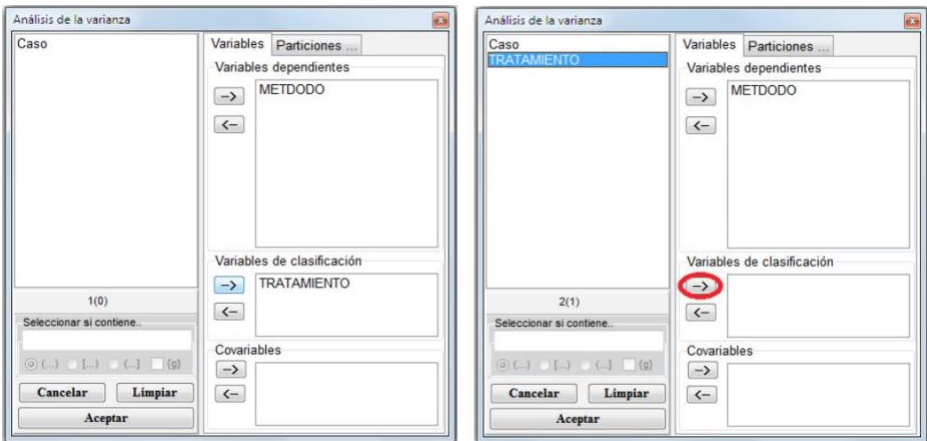 Análisis de la varianza
Caso
Variables Particiones ...
Variables dependientes
METDODO
Variables de clasificación
TRATAMIENTO
1(0)
Seleccionar si contiene..
(...) [...) (...] {g}
Covariables
Cancelar Limpiar
Aceptar
Análisis de la varianza
Caso
TRATAMIENTO
Variables Particiones ...
Variables dependientes
METDODO
Variables de clasificación
2(1)
Seleccionar si contiene..
(...) [...) (...] {g}
Covariables
Cancelar Limpiar
Aceptar